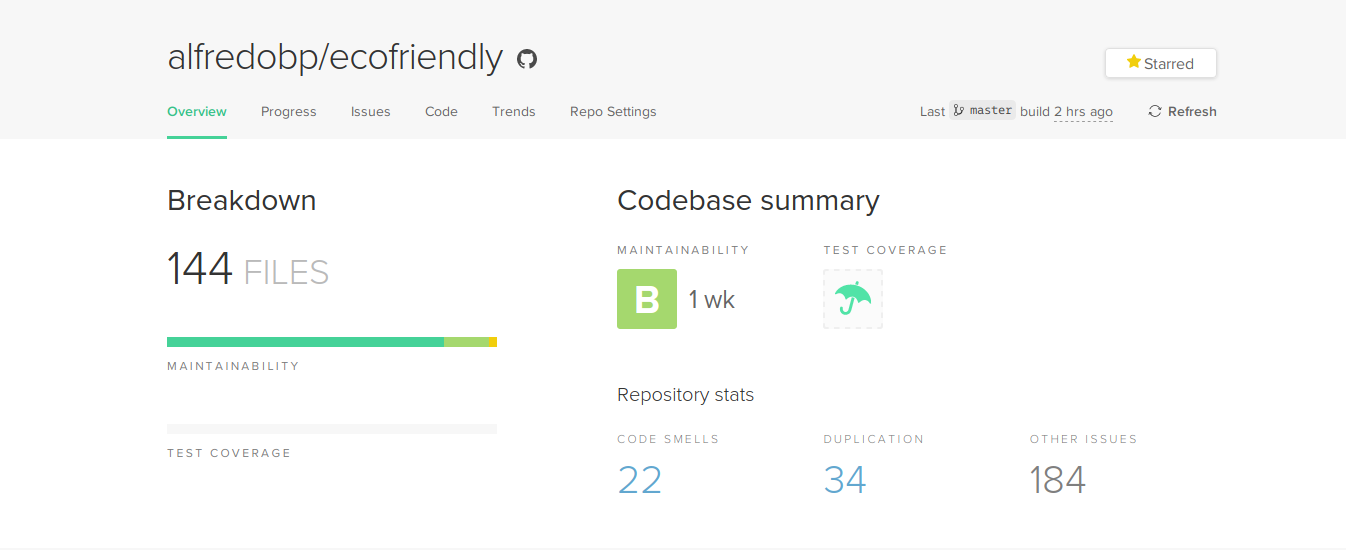 alfredobp/ecofriendly
Starred
Overview Progress Issues Code Trends Repo Settings
Last master build 2 hrs ago Refresh
Breakdown
144 FILES
MAINTAINABILITY
TEST COVERAGE
Codebase summary
MAINTAINABILITY TEST COVERAGE
B 1 wk
Repository stats
CODE SMELLS DUPLICATION OTHER ISSUES
22 34 184